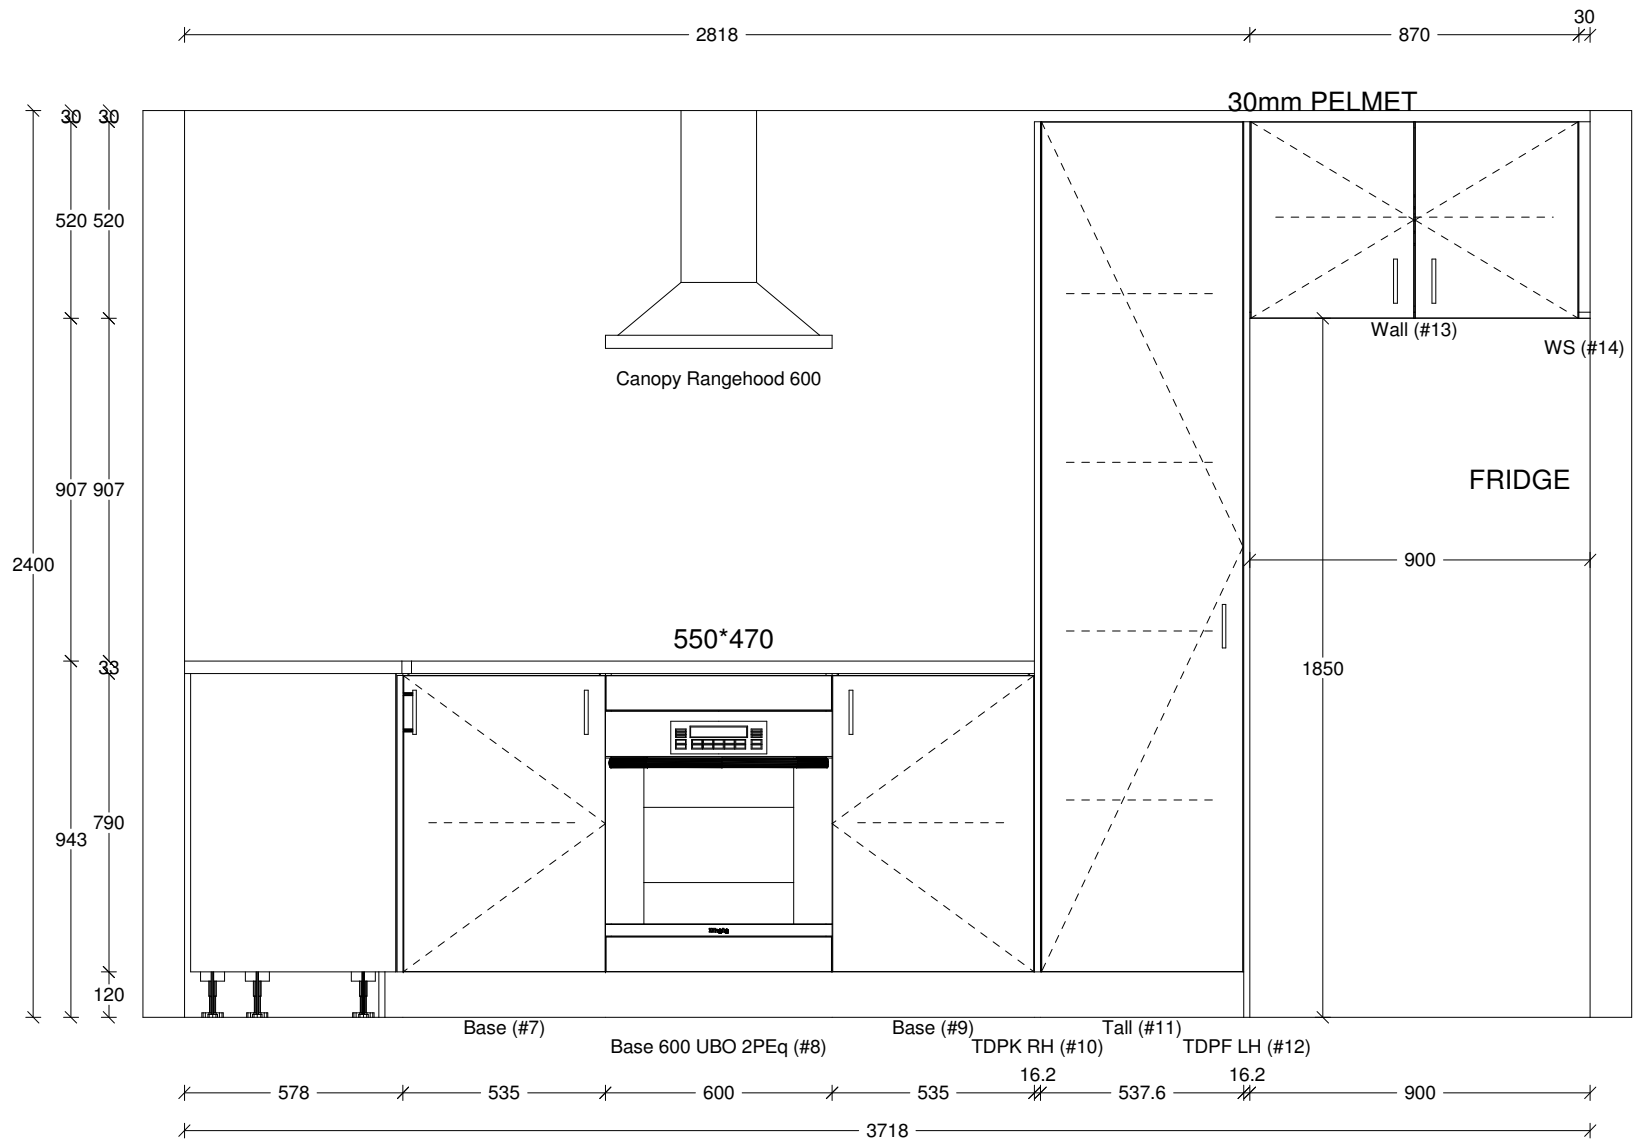 30
2818
870
30mm PELMET
30
30
520
520
Wall (#13)
WS (#14)
Canopy Rangehood 600
907
907
FRIDGE
2400
900
550*470
33
1850
790
943
120
Base (#7)
Base (#9)
Tall (#11)
Base 600 UBO 2PEq (#8)
TDPK RH (#10)
TDPF LH (#12)
16.2
16.2
578
535
600
535
537.6
900
3718